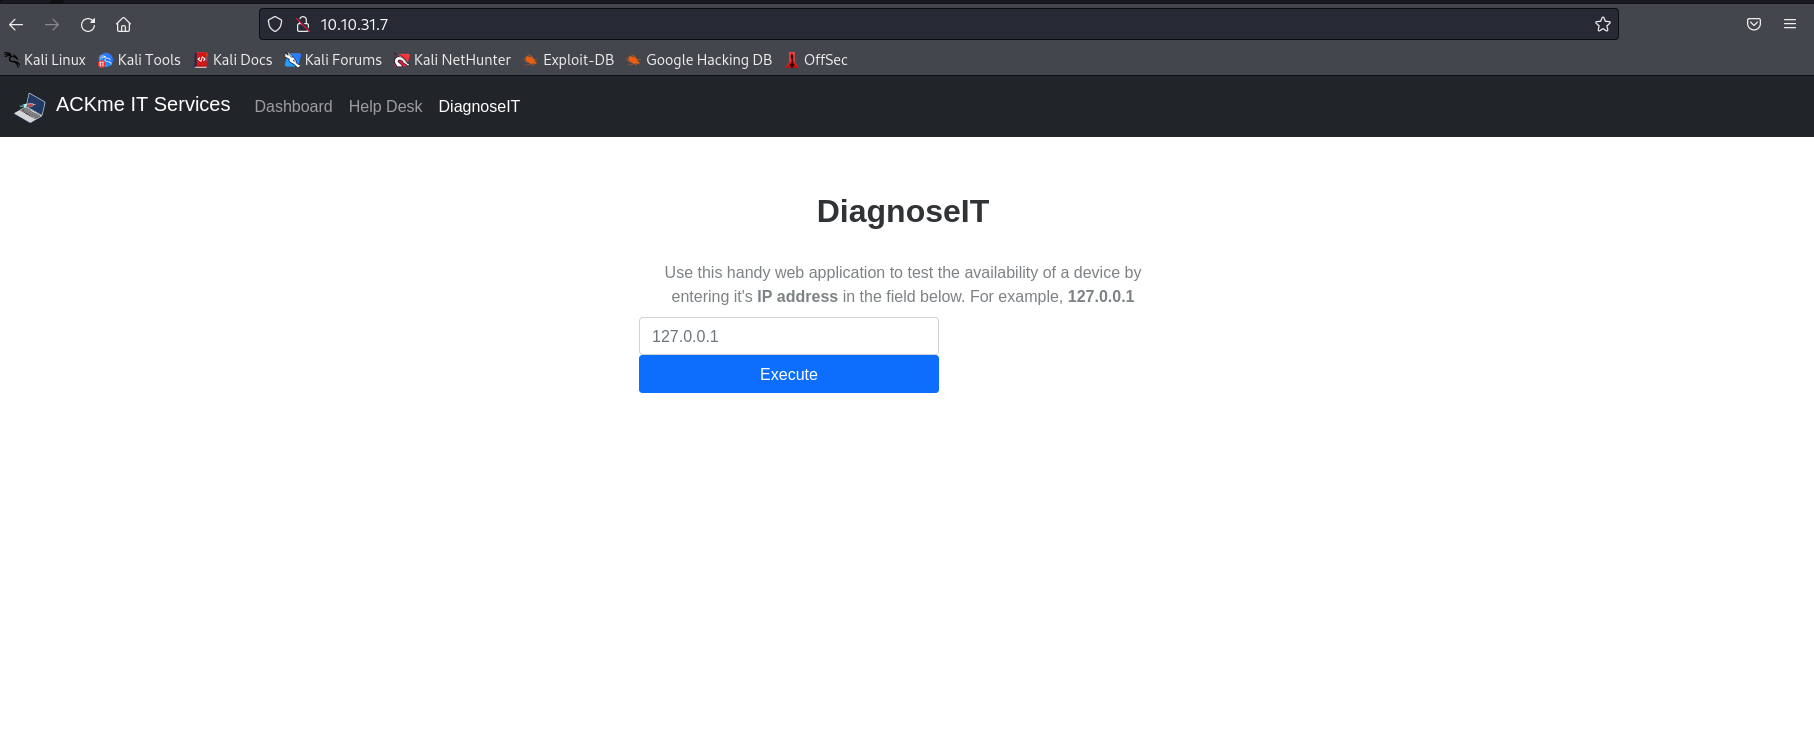 10.10.31.7
Kali Linux Kali Tools Kali Docs Kali Forums Kali NetHunter Exploit-DB Google Hacking DB OffSec
ACKme IT Services Dashboard Help Desk DiagnoseIT
DiagnoseIT
Use this handy web application to test the availability of a device by
entering it's IP address in the field below. For example, 127.0.0.1
127.0.0.1
Execute